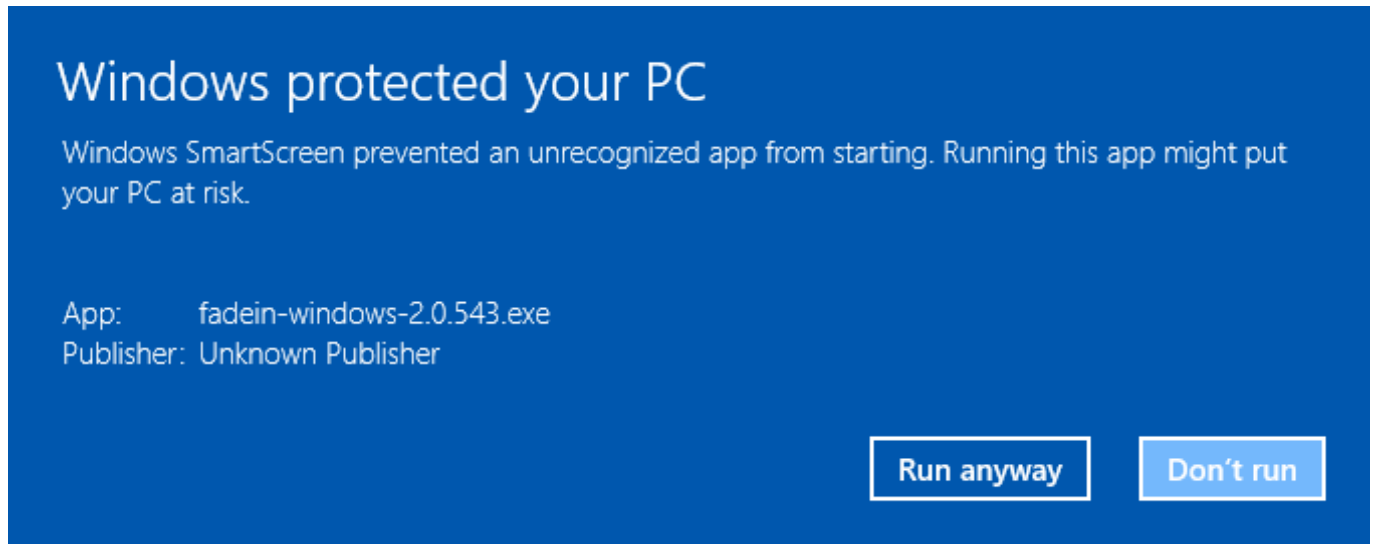 Windows protected your PC
Windows SmartScreen prevented an unrecognized app from starting. Running this app might put
your PC at risk.
App: fadein-windows-2.0.543.exe
Publisher: Unknown Publisher
Run anyway Don't run